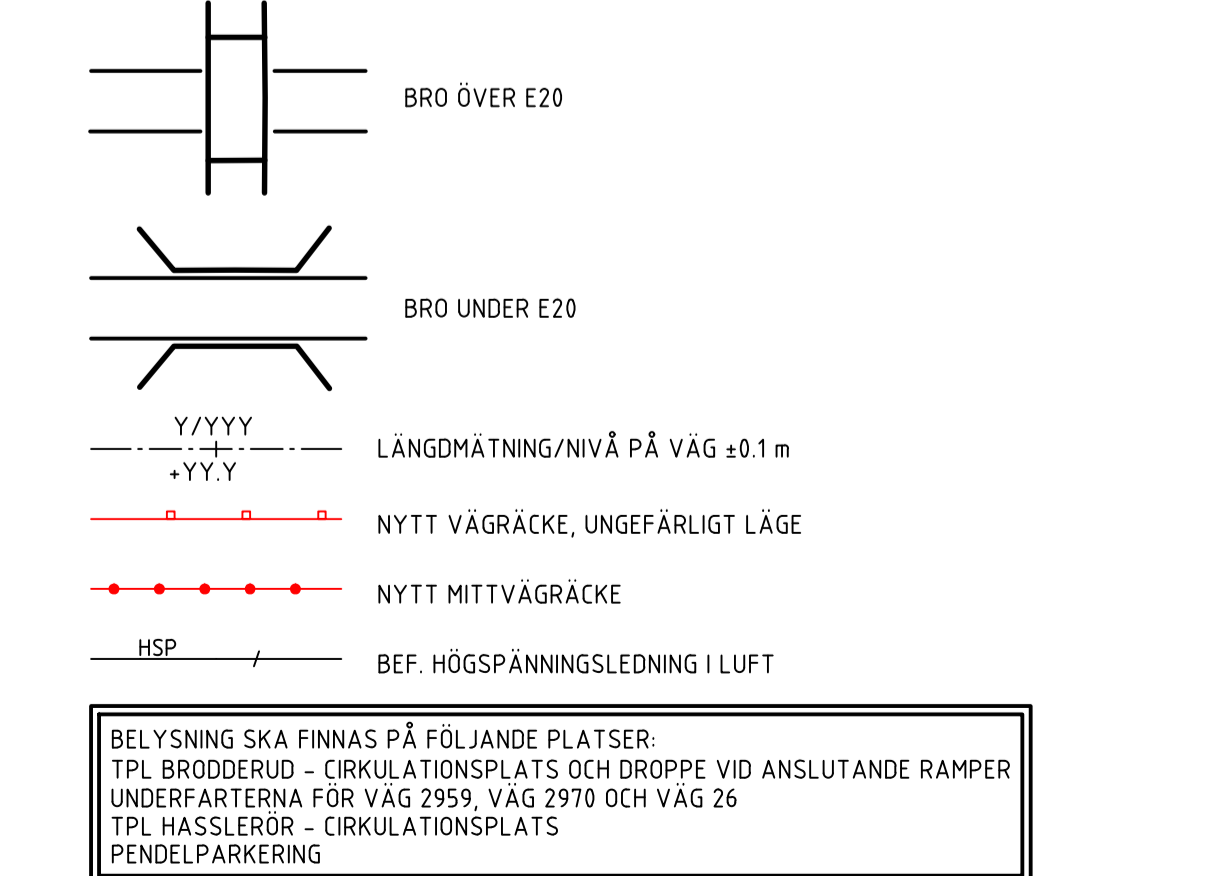 BRO ÖVER E20
BRO UNDER E20
Y/YYY
LÄNGDMÄTNING/NIVÅ PÅ VÄG ±0.1 m
+YY.Y
NYTT VÄGRÄCKE, UNGEFÄRLIGT LÄGE
NYTT MITTVÄGRÄCKE
HSP
BEF. HÖGSPÄNNINGSLEDNING I LUFT
BELYSNING SKA FINNAS PÅ FÖLJANDE PLATSER:
TPL BRODDERUD - CIRKULATIONSPLATS OCH DROPPE VID ANSLUTANDE RAMPER
UNDERFARTERNA FÖR VÄG 2959, VÄG 2970 OCH VÄG 26
TPL HASSLERÖR - CIRKULATIONSPLATS
PENDELPARKERING